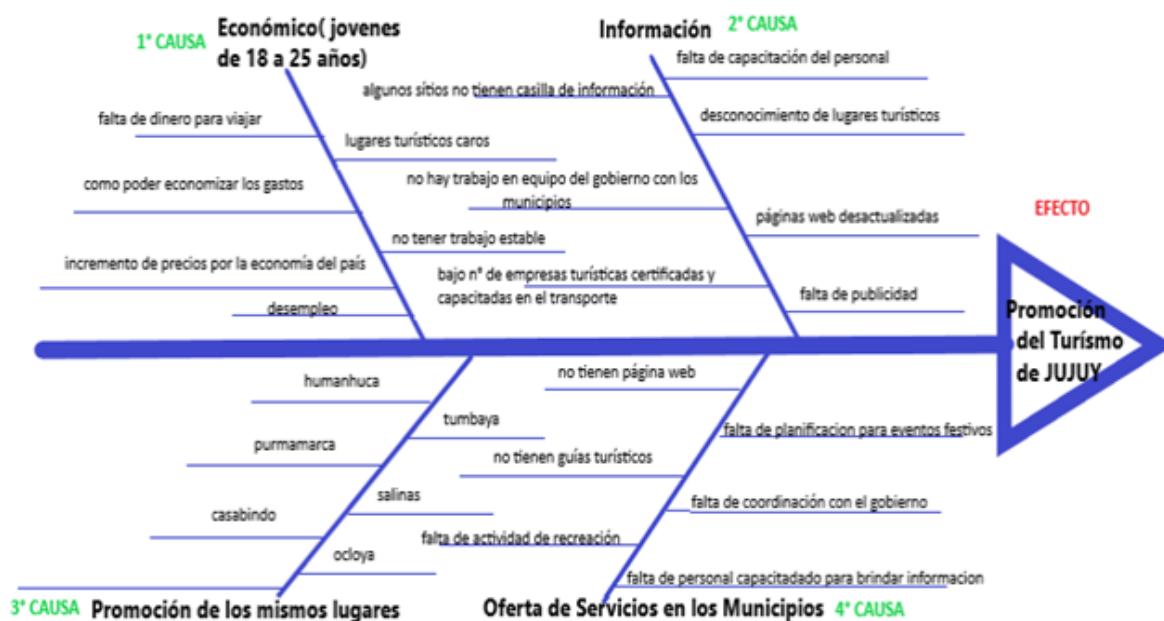 1° CAUSA
Económico( jovenes
de 18 a 25 años)
falta de dinero para viajar
lugares turísticos caros
como poder economizar los gastos
no tener trabajo estable
incremento de precios por la economía del país
desempleo
Información
2° CAUSA
falta de capacitación del personal
algunos sítios no tienen casilla de información
desconocimiento de lugares turísticos
no hay trabajo en equipo del gobierno con los
municipios
páginas web desactualizadas
bajo n° de empresas turísticas certificadas y
capacitadas en el transporte
falta de publicidad
EFECTO
Promoción
del Turísmo
de JUJUY
humanhuca
tumbaya
purmamarca
salinas
casabindo
ocloya
3° CAUSA
Promoción de los mismos lugares
no tienen página web
falta de planificacion para eventos festivos
no tienen guías turísticos
falta de coordinación con el gobierno
falta de actividad de recreación
falta de personal capacitadado para brindar informacion
Oferta de Servicios en los Municipios
4° CAUSA